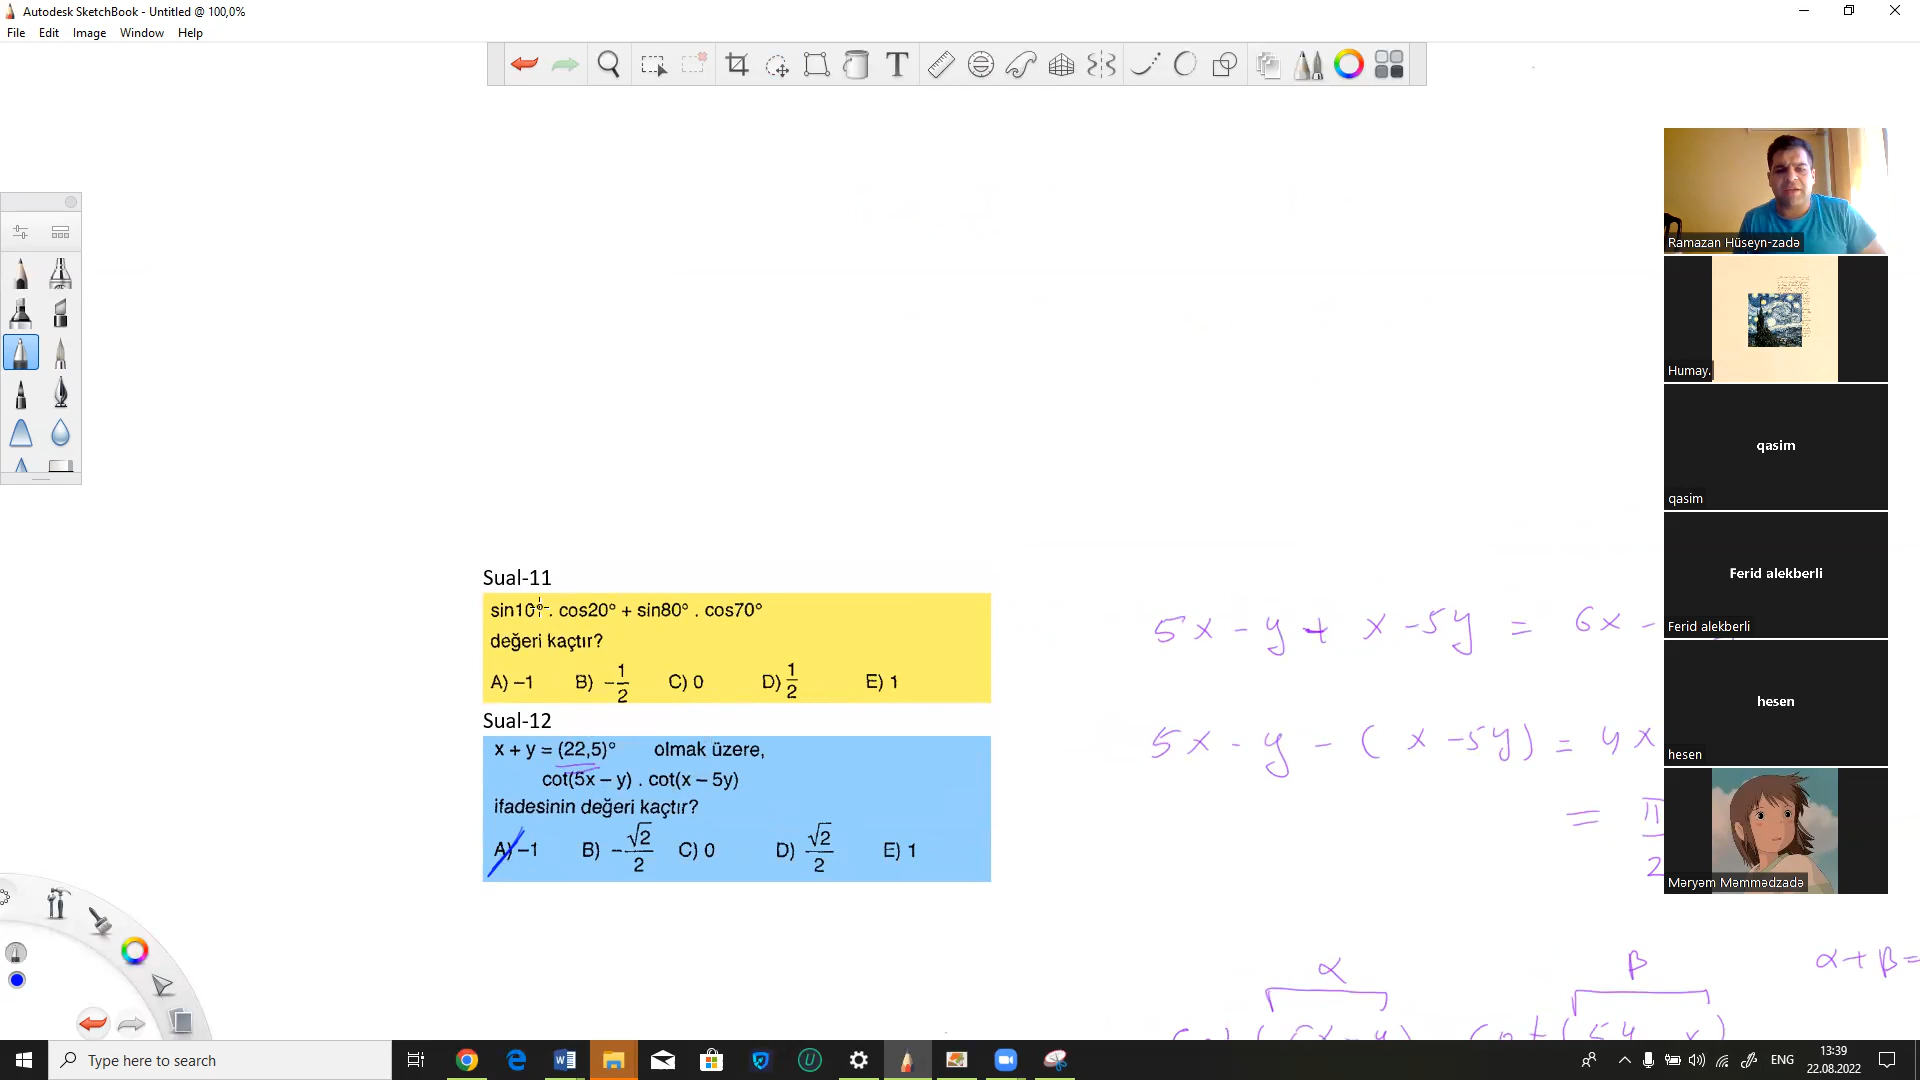 Autodesk SketchBook - Untitled @ 100,0%
File Edit Image Window Help
Ramazan Hüseyn-zadə
Humay.
qasim
qasim
Ferid alekberli
Ferid alekberli
hesen
hesen
Məryəm Məmmədzadə
Sual-11
sin10° . cos20° + sin80° . cos70°
değeri kaçtır?
A) –1 B) –1/2 C) 0 D) 1/2 E) 1
Sual-12
x + y = (22,5)° olmak üzere,
cot(5x – y) . cot(x – 5y)
ifadesinin değeri kaçtır?
A) –1 B) –√2/2 C) 0 D) √2/2 E) 1
5x - y + x - 5y = 6x -
5x - y - ( x - 5y) = 4x
= π/2
α β α + β =
Type here to search
ENG
13:39
22.08.2022